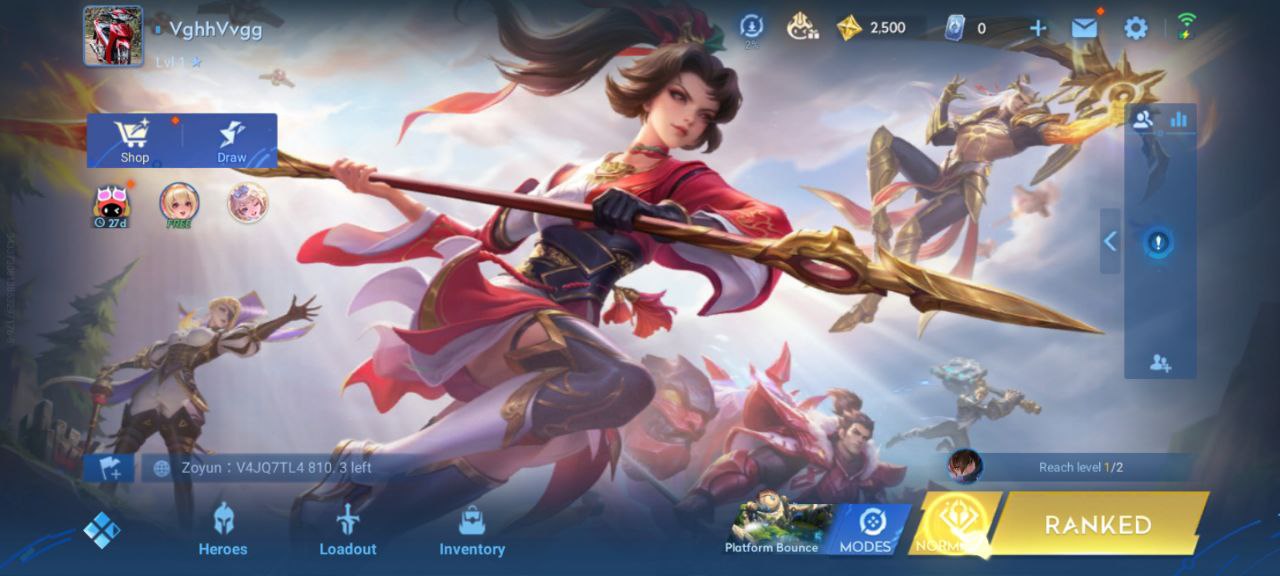 VghhVvgg
Lvl 1
2%
2,500
0
Shop
Draw
27d
FREE
Zoyun：V4JQ7TL4 810. 3 left
Reach level 1/2
Heroes
Loadout
Inventory
Platform Bounce
MODES
RANKED